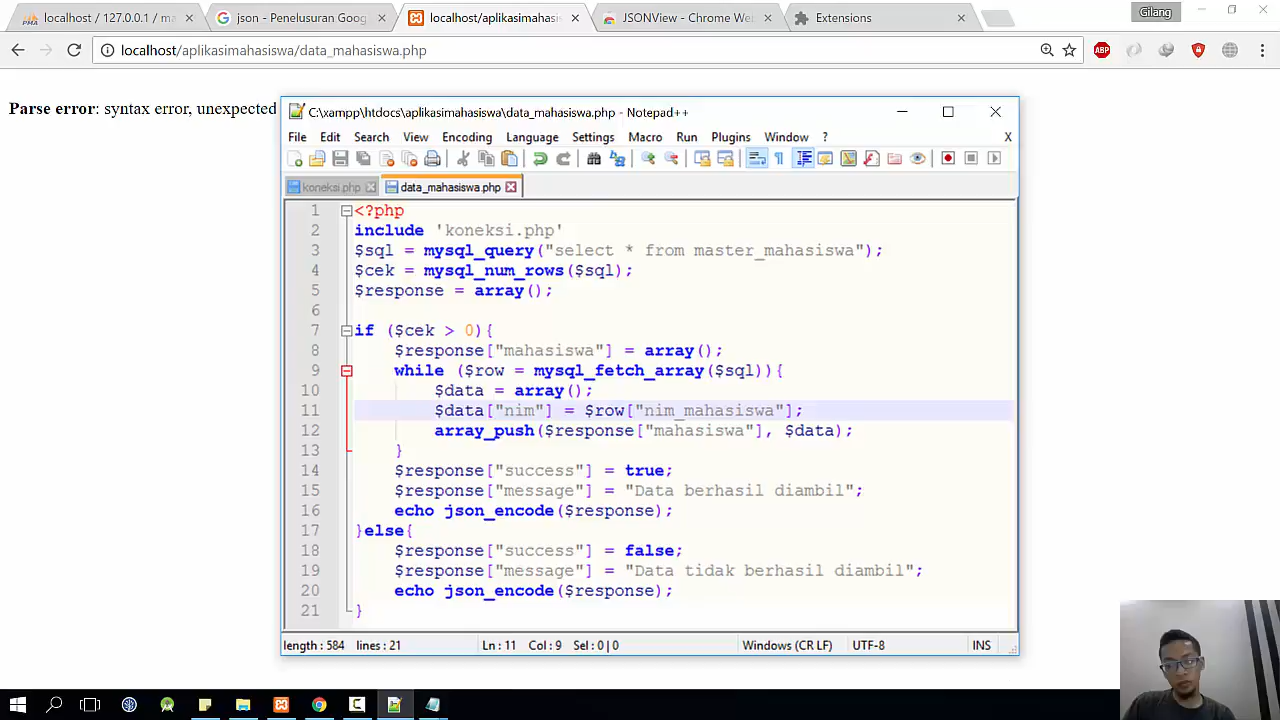 localhost / 127.0.0.1 / m
json - Penelusuran Goog
localhost/aplikasimahasis
JSONView - Chrome We
Extensions
Gilang
localhost/aplikasimahasiswa/data_mahasiswa.php
ABP
Parse error: syntax error, unexpected
C:\xampp\htdocs\aplikasimahasiswa\data_mahasiswa.php - Notepad++
File Edit Search View Encoding Language Settings Macro Run Plugins Window ? X
koneksi.php
data_mahasiswa.php
1 <?php
2 include 'koneksi.php'
3 $sql = mysql_query("select * from master_mahasiswa");
4 $cek = mysql_num_rows($sql);
5 $response = array();
6
7 if ($cek > 0){
8 $response["mahasiswa"] = array();
9 while ($row = mysql_fetch_array($sql)){
10 $data = array();
11 $data["nim"] = $row["nim_mahasiswa"];
12 array_push($response["mahasiswa"], $data);
13 }
14 $response["success"] = true;
15 $response["message"] = "Data berhasil diambil";
16 echo json_encode($response);
17 }else{
18 $response["success"] = false;
19 $response["message"] = "Data tidak berhasil diambil";
20 echo json_encode($response);
21 }
length : 584 lines : 21 Ln : 11 Col : 9 Sel : 0 | 0 Windows (CR LF) UTF-8 INS